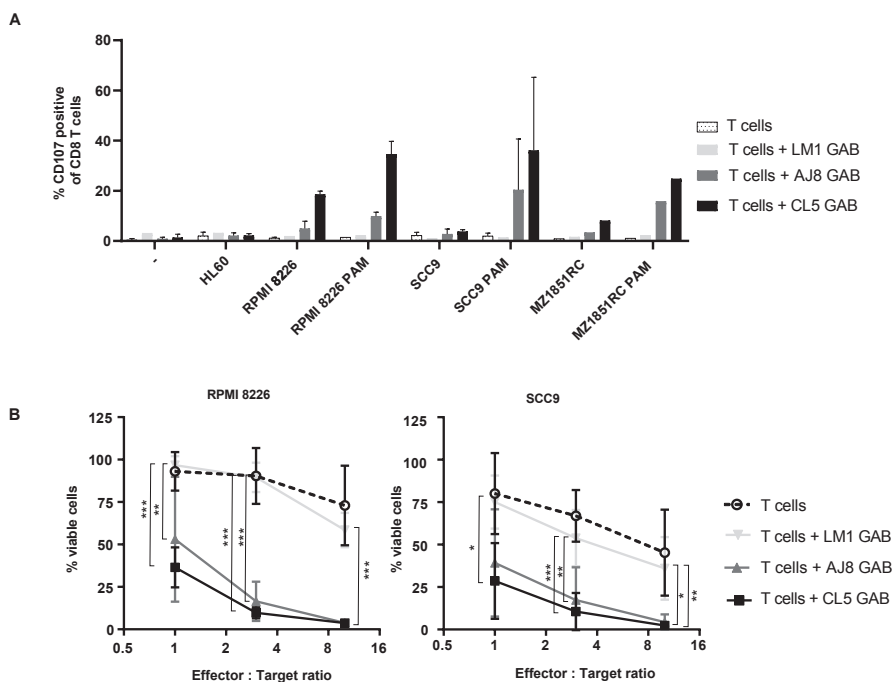 A
80
60
40
20
0
% CD107 positive
of CD8 T cells
-
HL60
RPMI 8226
RPMI 8226 PAM
SCC9
SCC9 PAM
MZ1851RC
MZ1851RC PAM
T cells
T cells + LM1 GAB
T cells + AJ8 GAB
T cells + CL5 GAB
B
RPMI 8226
125
100
75
50
25
0
% viable cells
0.5 1 2 4 8 16
Effector : Target ratio
***
**
***
***
***
SCC9
125
100
75
50
25
0
% viable cells
0.5 1 2 4 8 16
Effector : Target ratio
*
***
**
*
**
T cells
T cells + LM1 GAB
T cells + AJ8 GAB
T cells + CL5 GAB